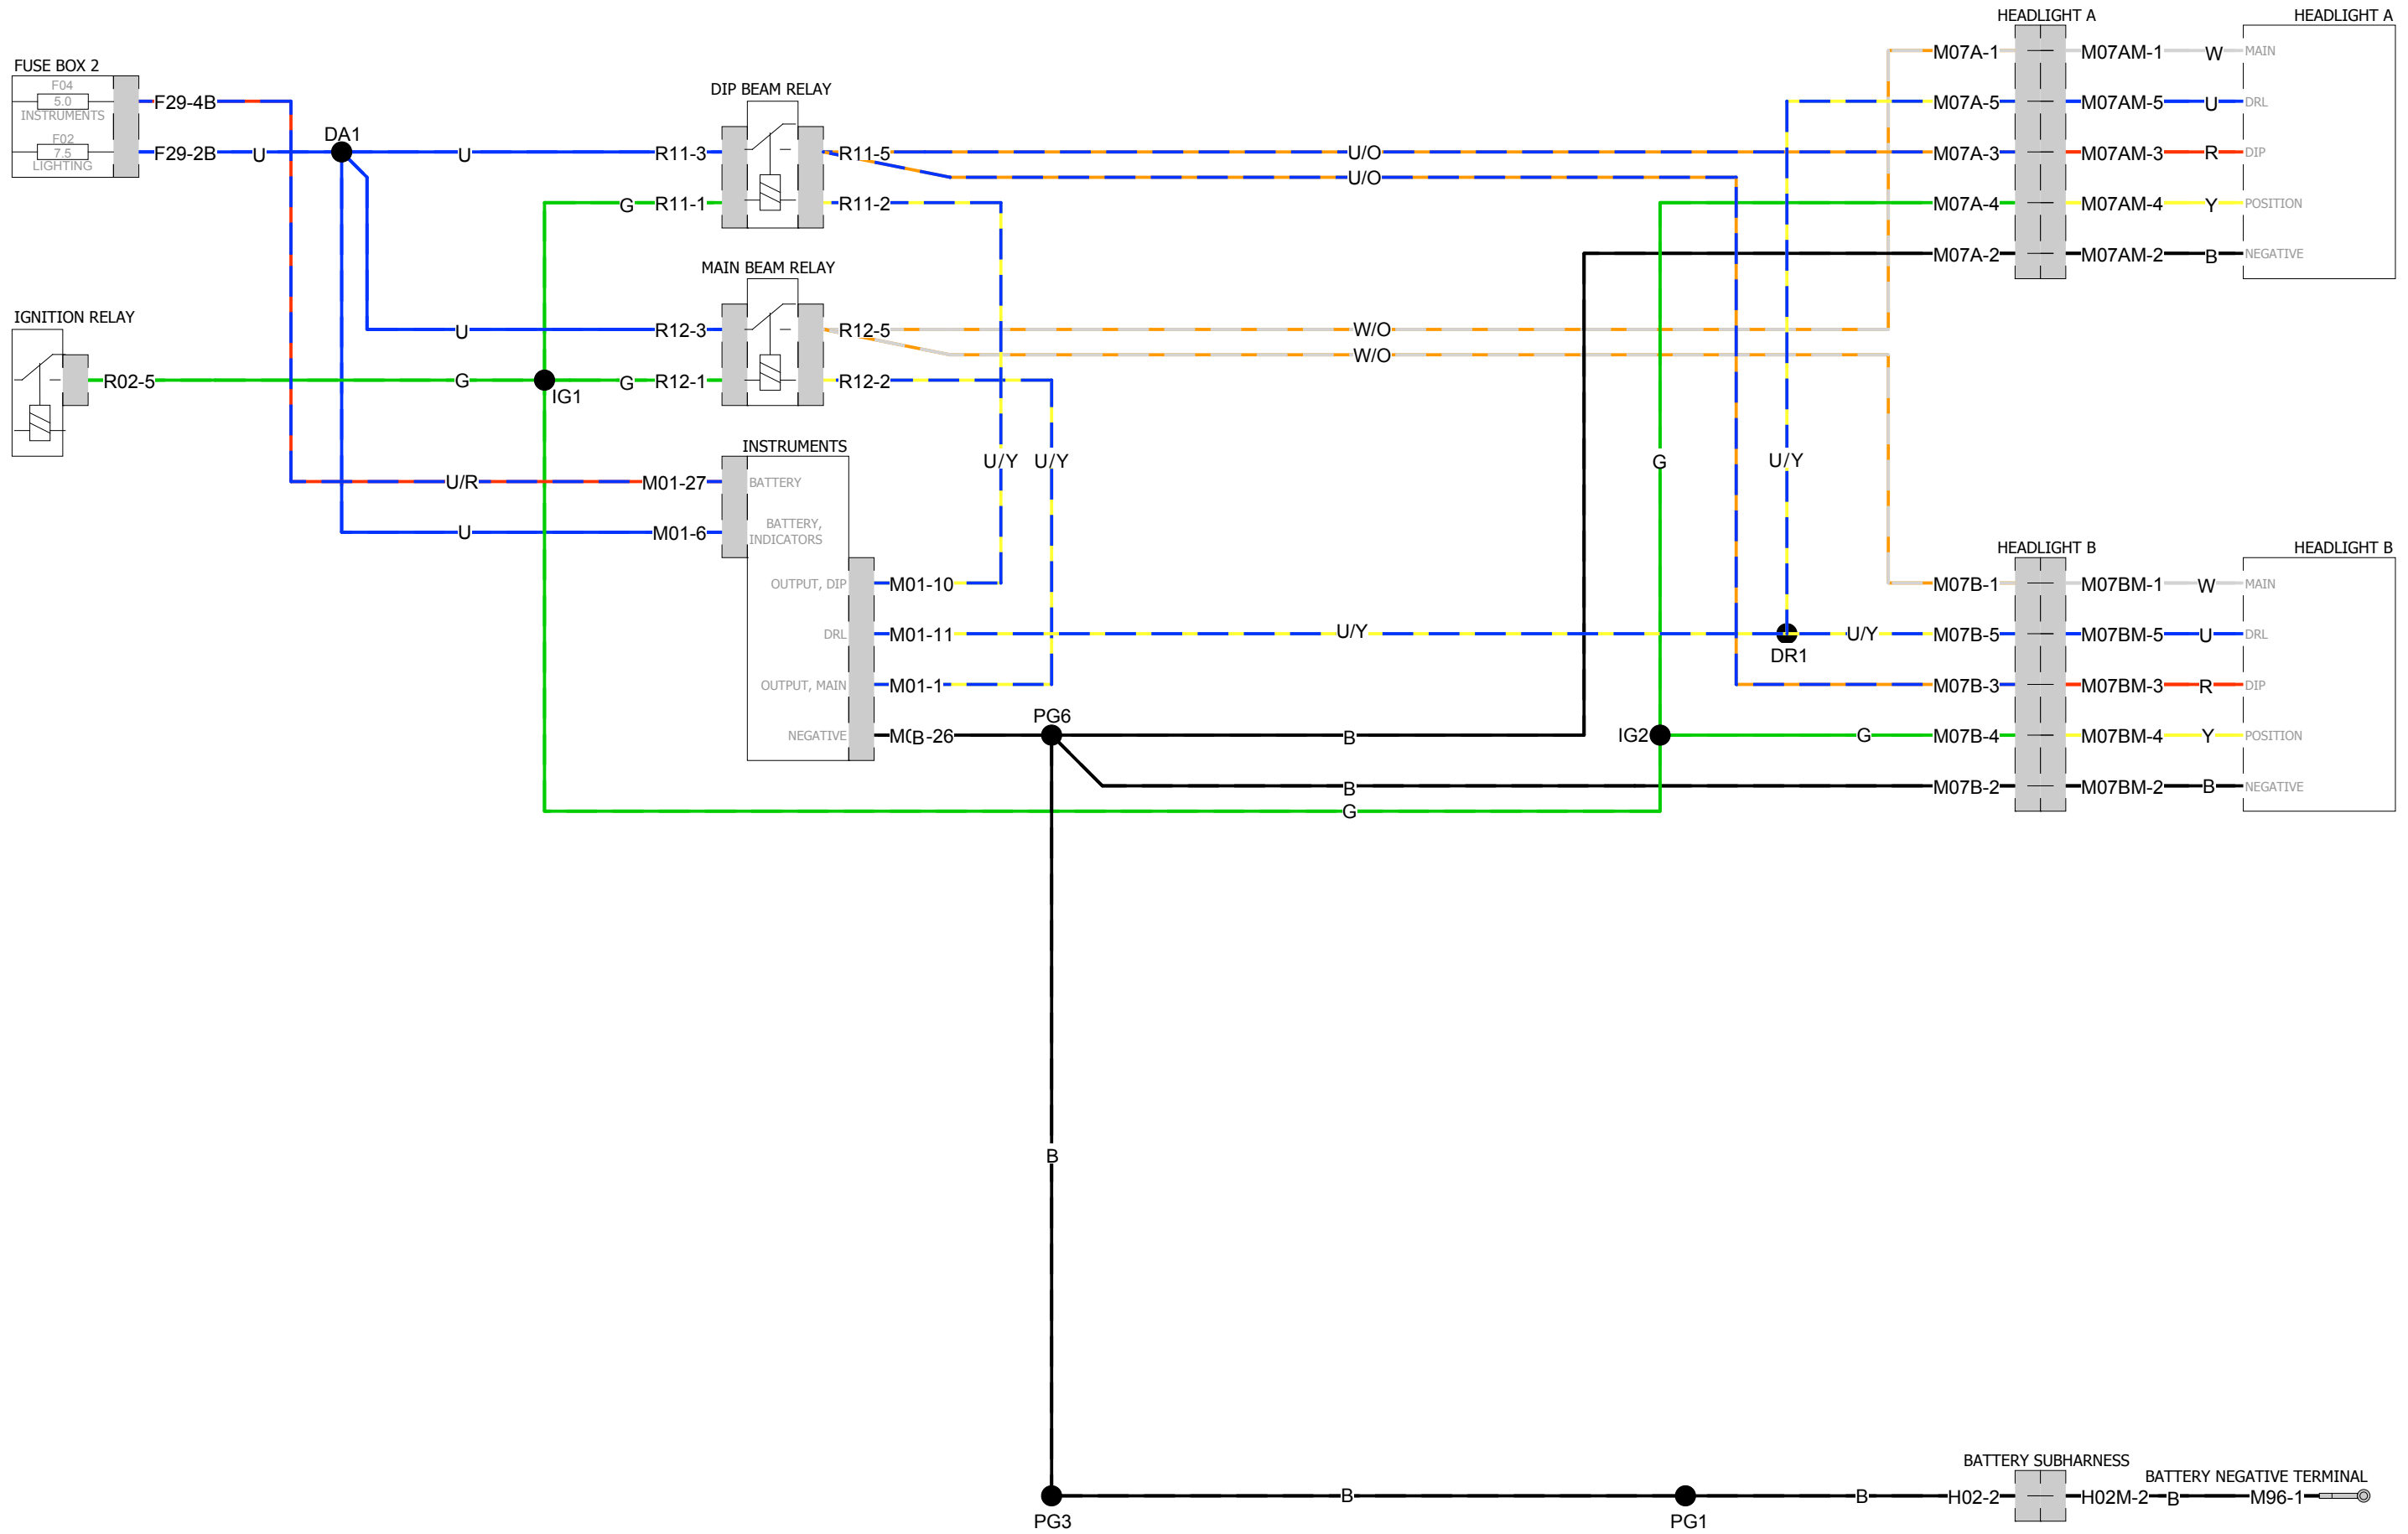 HEADLIGHT A
HEADLIGHT A
M07A-1
M07AM-1
W
MAIN
FUSE BOX 2
F04
5.0
INSTRUMENTS
F29-4B
DIP BEAM RELAY
M07A-5
M07AM-5
U
DRL
F02
7.5
LIGHTING
F29-2B
U
DA1
U
R11-3
R11-5
U/O
M07A-3
M07AM-3
R
DIP
U/O
G
R11-1
R11-2
M07A-4
M07AM-4
Y
POSITION
M07A-2
M07AM-2
B
NEGATIVE
MAIN BEAM RELAY
IGNITION RELAY
U
R12-3
R12-5
W/O
W/O
R02-5
G
IG1
G
R12-1
R12-2
INSTRUMENTS
U/Y
U/Y
G
U/Y
U/R
M01-27
BATTERY
U
M01-6
BATTERY,
INDICATORS
HEADLIGHT B
HEADLIGHT B
OUTPUT, DIP
M01-10
M07B-1
M07BM-1
W
MAIN
DRL
M01-11
U/Y
DR1
U/Y
M07B-5
M07BM-5
U
DRL
OUTPUT, MAIN
M01-1
M07B-3
M07BM-3
R
DIP
PG6
NEGATIVE
B
-26
B
IG2
G
M07B-4
M07BM-4
Y
POSITION
B
M07B-2
M07BM-2
B
NEGATIVE
G
B
BATTERY SUBHARNESS
BATTERY NEGATIVE TERMINAL
PG3
B
PG1
B
H02-2
H02M-2
B
M96-1